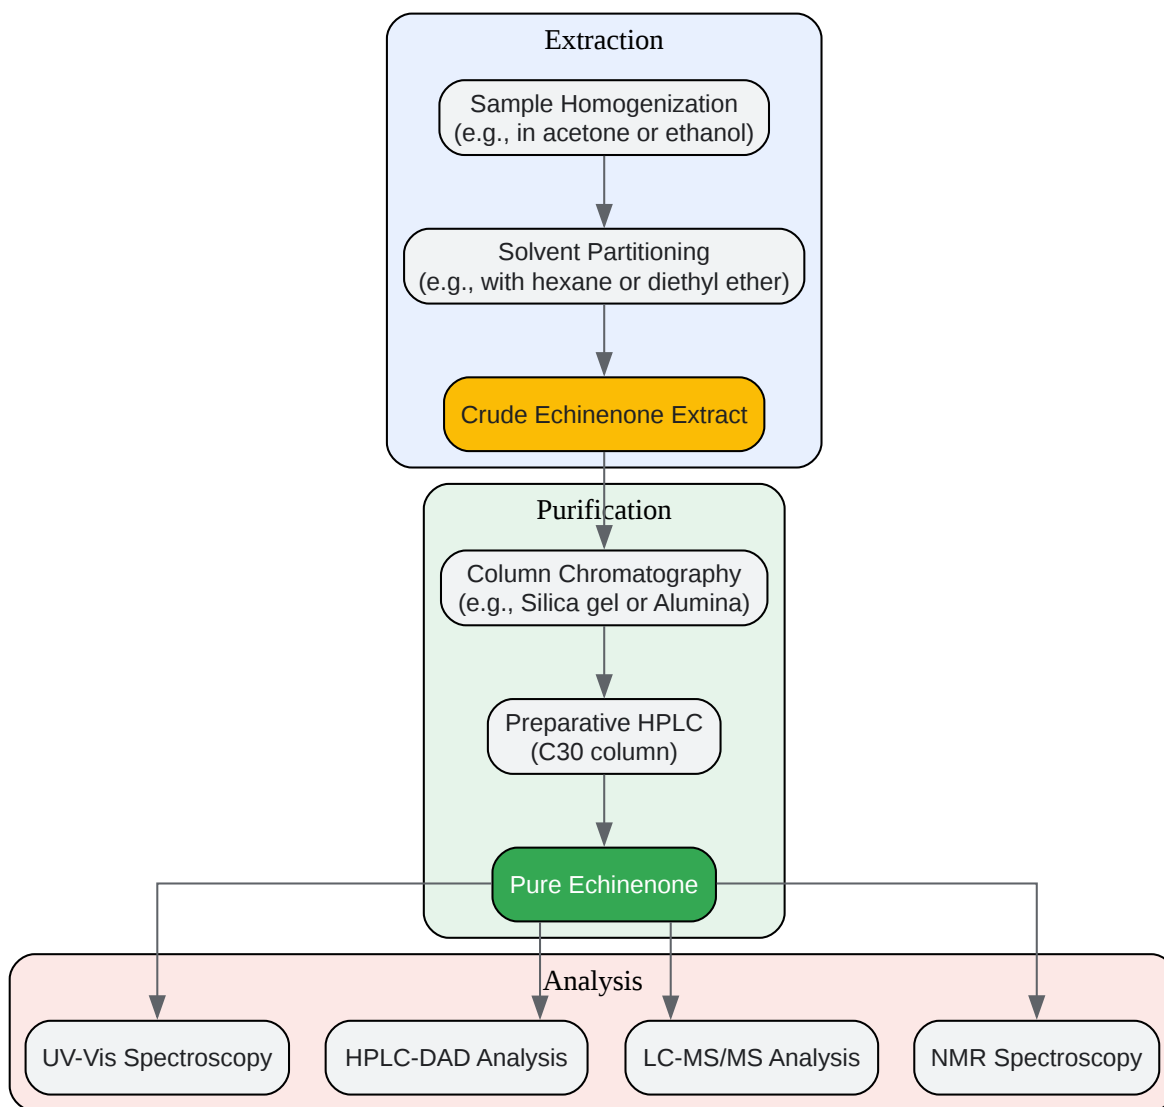 Extraction
Sample Homogenization
(e.g., in acetone or ethanol)
Solvent Partitioning
(e.g., with hexane or diethyl ether)
Crude Echinenone Extract
Purification
Column Chromatography
(e.g., Silica gel or Alumina)
Preparative HPLC
(C30 column)
Pure Echinenone
Analysis
UV-Vis Spectroscopy
HPLC-DAD Analysis
LC-MS/MS Analysis
NMR Spectroscopy